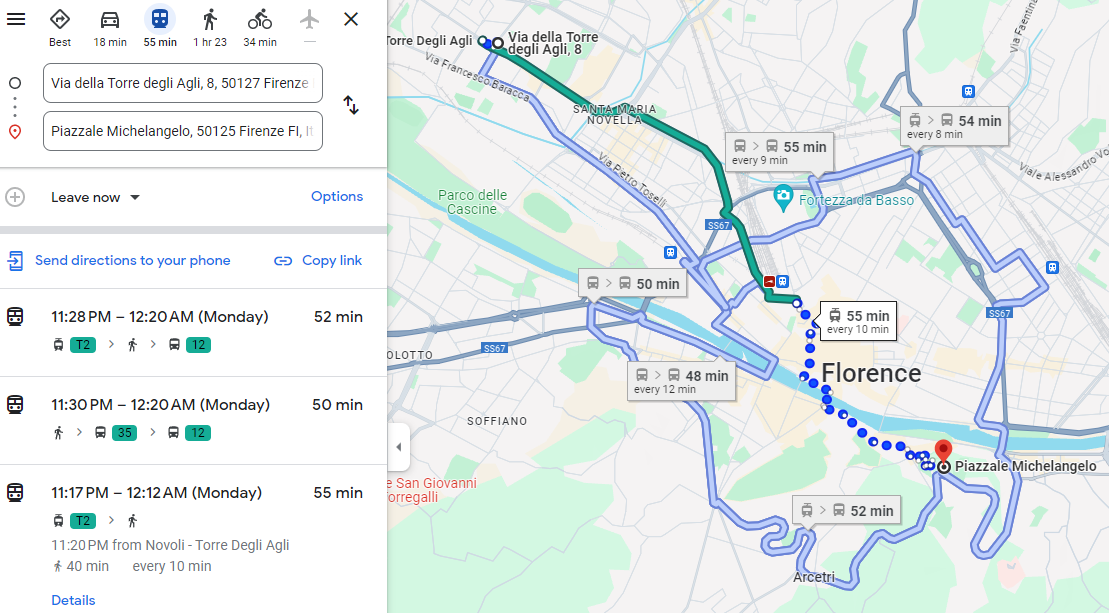 Best
18 min
55 min
1 hr 23
34 min
—
Via della Torre degli Agli, 8, 50127 Firenze
Piazzale Michelangelo, 50125 Firenze FI, It
Leave now
Options
Send directions to your phone
Copy link
11:28 PM – 12:20 AM (Monday)
52 min
T2
12
11:30 PM – 12:20 AM (Monday)
50 min
35
12
11:17 PM – 12:12 AM (Monday)
55 min
T2
11:20 PM from Novoli - Torre Degli Agli
40 min
every 10 min
Details
Torre Degli Agli
Via della Torre
degli Agli, 8
Via Francesco Baracca
SANTA MARIA
NOVELLA
Via Pietro Toselli
Parco delle
Cascine
55 min
every 9 min
54 min
every 8 min
Via Faentina
Viale Alessandro Vo
Fortezza da Basso
SS67
50 min
55 min
every 10 min
SS67
OLOTTO
SS67
48 min
every 12 min
Florence
SOFFIANO
Piazzale Michelangelo
e San Giovanni
orregalli
52 min
Arcetri